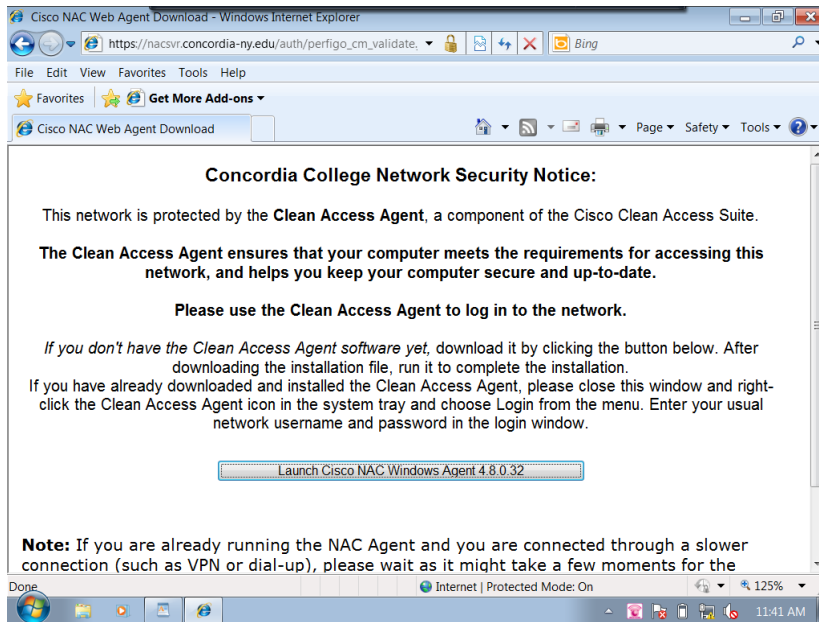 Cisco NAC Web Agent Download - Windows Internet Explorer
https://nacsvr.concordia-ny.edu/auth/perfigo_cm_validate.
Bing
File Edit View Favorites Tools Help
Favorites Get More Add-ons
Cisco NAC Web Agent Download
Page Safety Tools
Concordia College Network Security Notice:
This network is protected by the Clean Access Agent, a component of the Cisco Clean Access Suite.
The Clean Access Agent ensures that your computer meets the requirements for accessing this
network, and helps you keep your computer secure and up-to-date.
Please use the Clean Access Agent to log in to the network.
If you don't have the Clean Access Agent software yet, download it by clicking the button below. After
downloading the installation file, run it to complete the installation.
If you have already downloaded and installed the Clean Access Agent, please close this window and right-
click the Clean Access Agent icon in the system tray and choose Login from the menu. Enter your usual
network username and password in the login window.
Launch Cisco NAC Windows Agent 4.8.0.32
Note: If you are already running the NAC Agent and you are connected through a slower
connection (such as VPN or dial-up), please wait as it might take a few moments for the
Done
Internet | Protected Mode: On
125%
11:41 AM